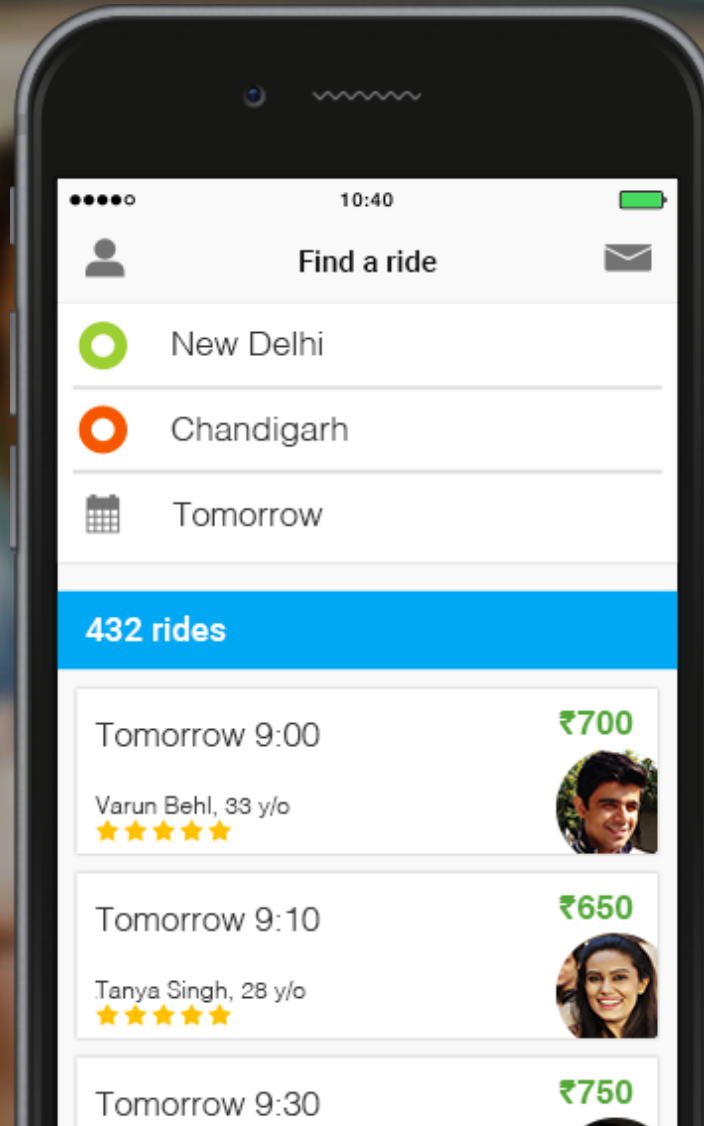 10:40
Find a ride
New Delhi
Chandigarh
Tomorrow
432 rides
Tomorrow 9:00
₹700
Varun Behl, 33 y/o
Tomorrow 9:10
₹650
Tanya Singh, 28 y/o
Tomorrow 9:30
₹750